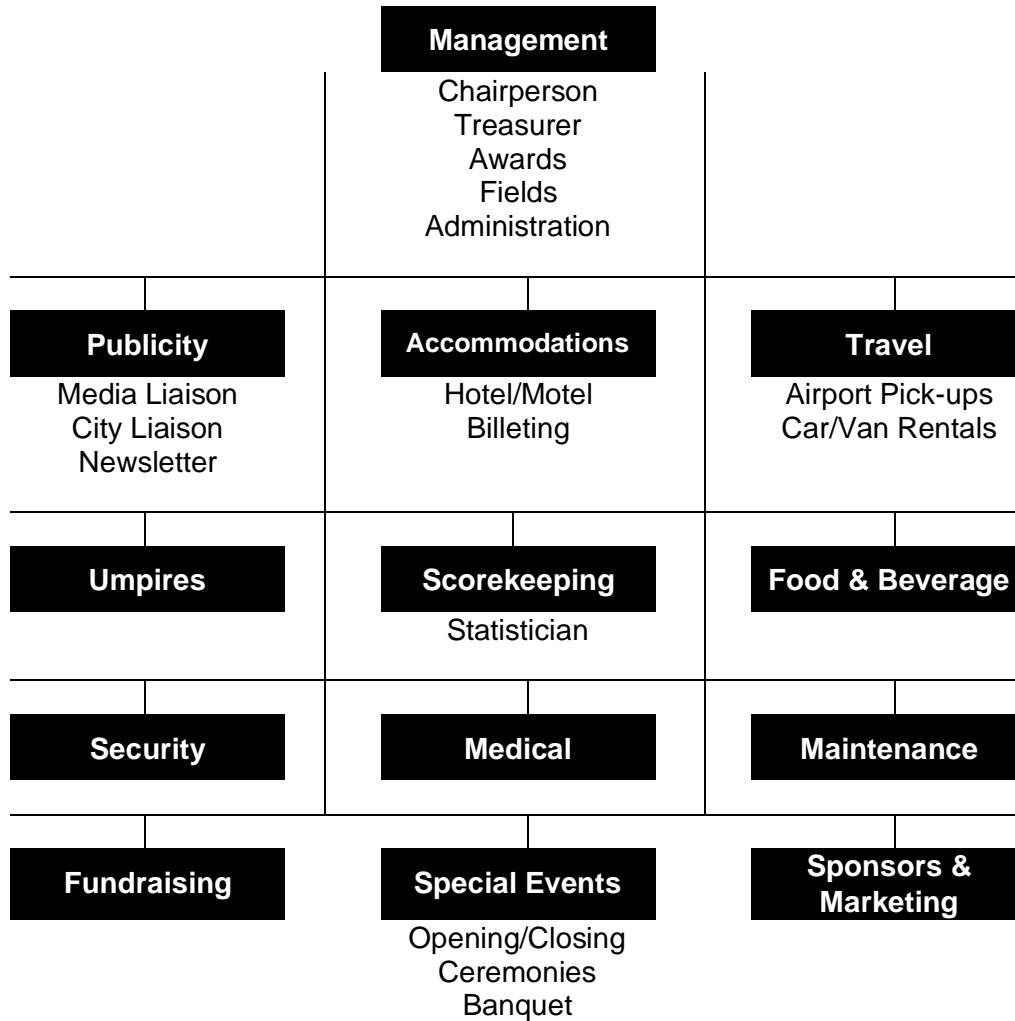 Management
Chairperson
Treasurer
Awards
Fields
Administration
Publicity
Media Liaison
City Liaison
Newsletter
Accommodations
Hotel/Motel
Billeting
Travel
Airport Pick-ups
Car/Van Rentals
Umpires
Scorekeeping
Statistician
Food & Beverage
Security
Medical
Maintenance
Fundraising
Special Events
Opening/Closing
Ceremonies
Banquet
Sponsors &
Marketing